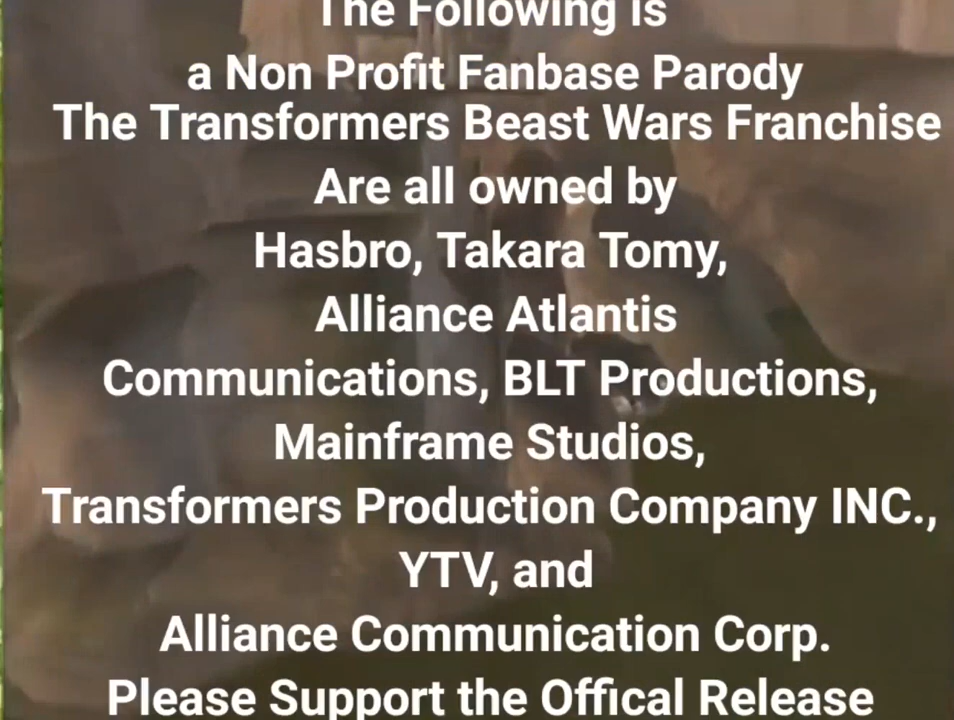 The Following is
a Non Profit Fanbase Parody
The Transformers Beast Wars Franchise
Are all owned by
Hasbro, Takara Tomy,
Alliance Atlantis
Communications, BLT Productions,
Mainframe Studios,
Transformers Production Company INC.,
YTV, and
Alliance Communication Corp.
Please Support the Offical Release